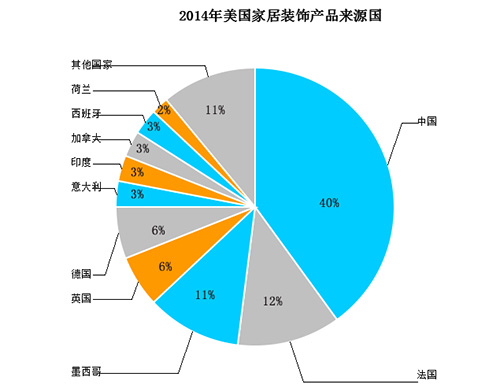 2014年美国家居装饰产品来源国
其他国家
荷兰
西班牙
加拿大
印度
意大利
德国
英国
墨西哥
中国
法国
11%
2%
3%
3%
3%
3%
6%
6%
11%
12%
40%